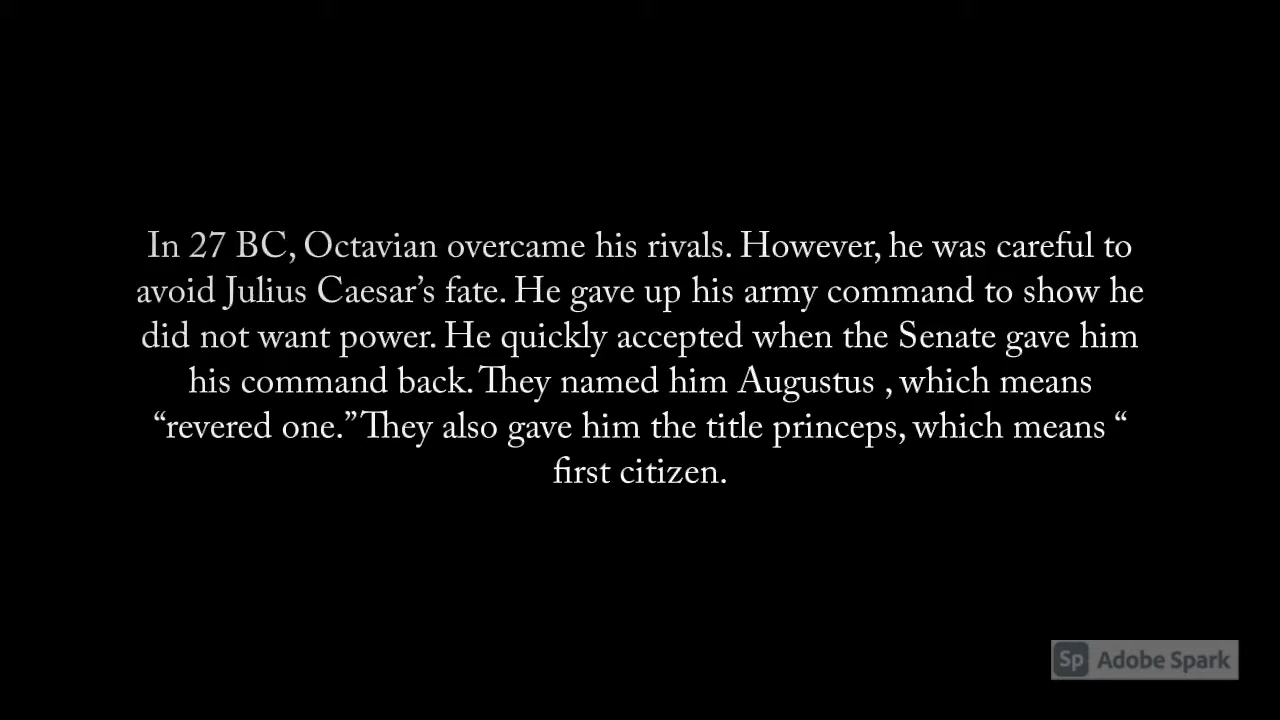 In 27 BC, Octavian overcame his rivals. However, he was careful to
avoid Julius Caesar’s fate. He gave up his army command to show he
did not want power. He quickly accepted when the Senate gave him
his command back. They named him Augustus , which means
“revered one.” They also gave him the title princeps, which means “
first citizen.
Sp Adobe Spark